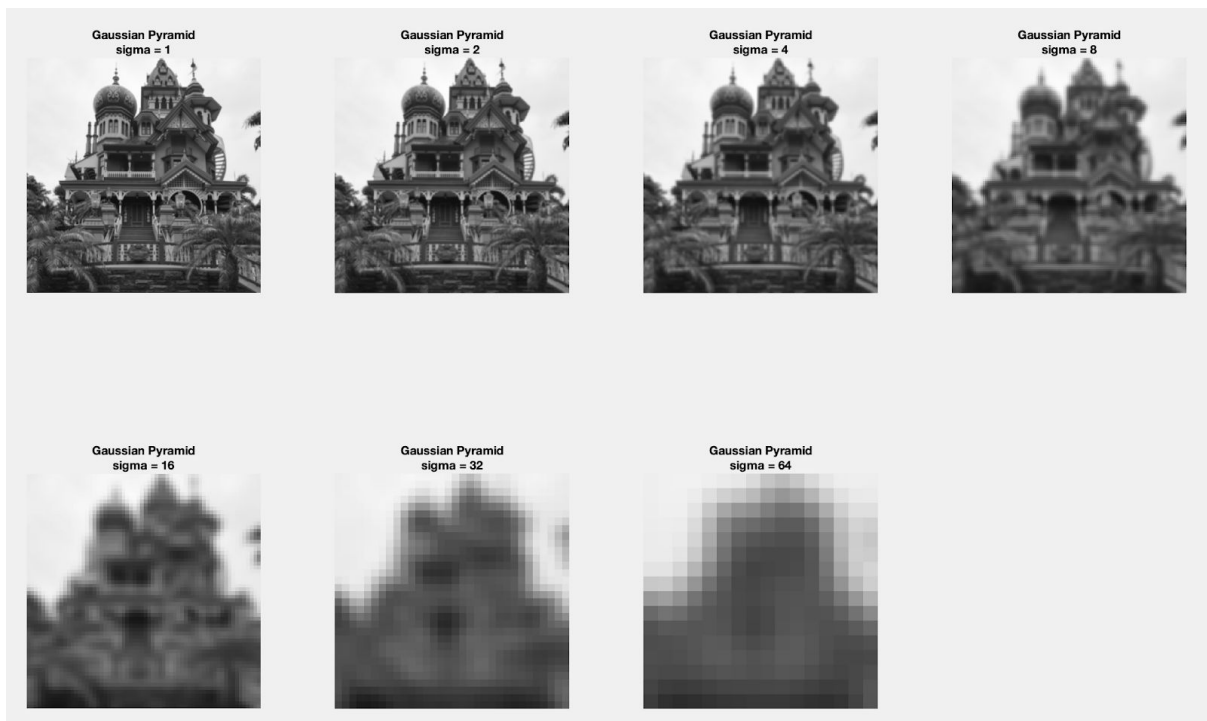 Gaussian Pyramid
sigma = 1
Gaussian Pyramid
sigma = 2
Gaussian Pyramid
sigma = 4
Gaussian Pyramid
sigma = 8
Gaussian Pyramid
sigma = 16
Gaussian Pyramid
sigma = 32
Gaussian Pyramid
sigma = 64